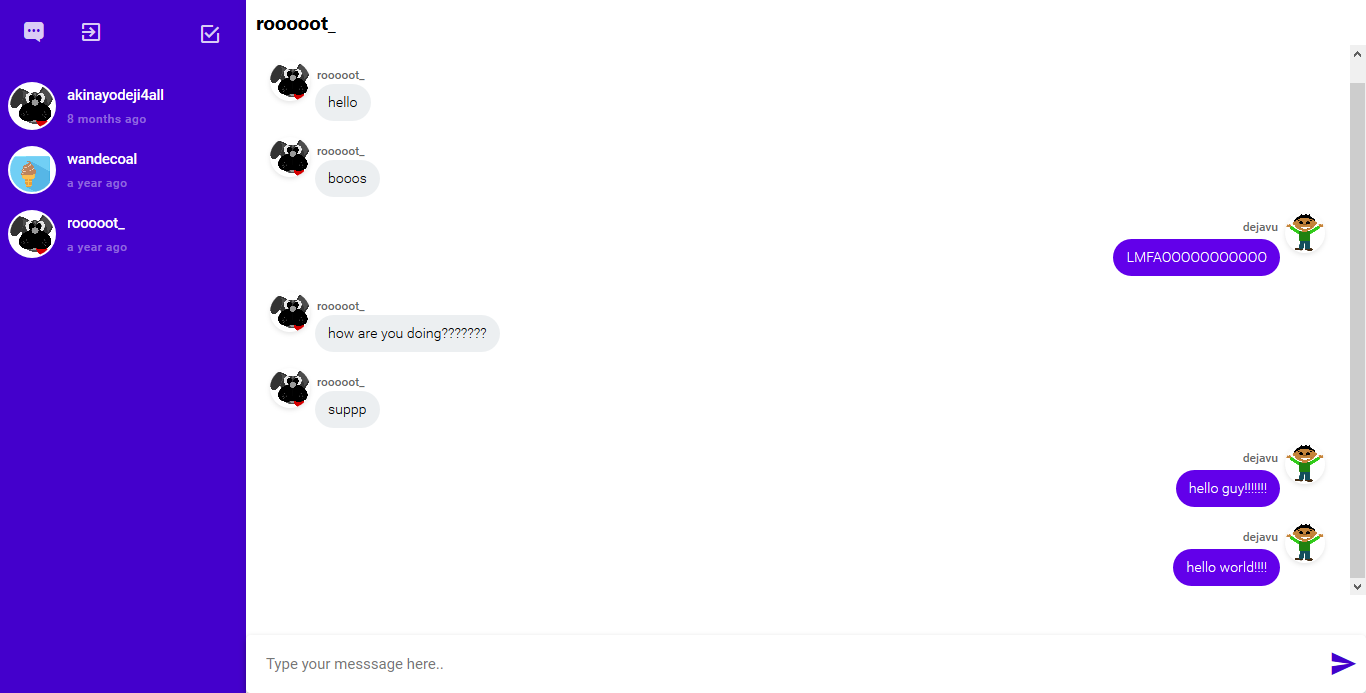 akinayodeji4all
8 months ago
wandecoal
a year ago
rooooot_
a year ago
rooooot_
rooooot_
hello
rooooot_
booos
dejavu
LMFAOOOOOOOOOOO
rooooot_
how are you doing???????
rooooot_
suppp
dejavu
hello guy!!!!!!!
dejavu
hello world!!!!
Type your messsage here..